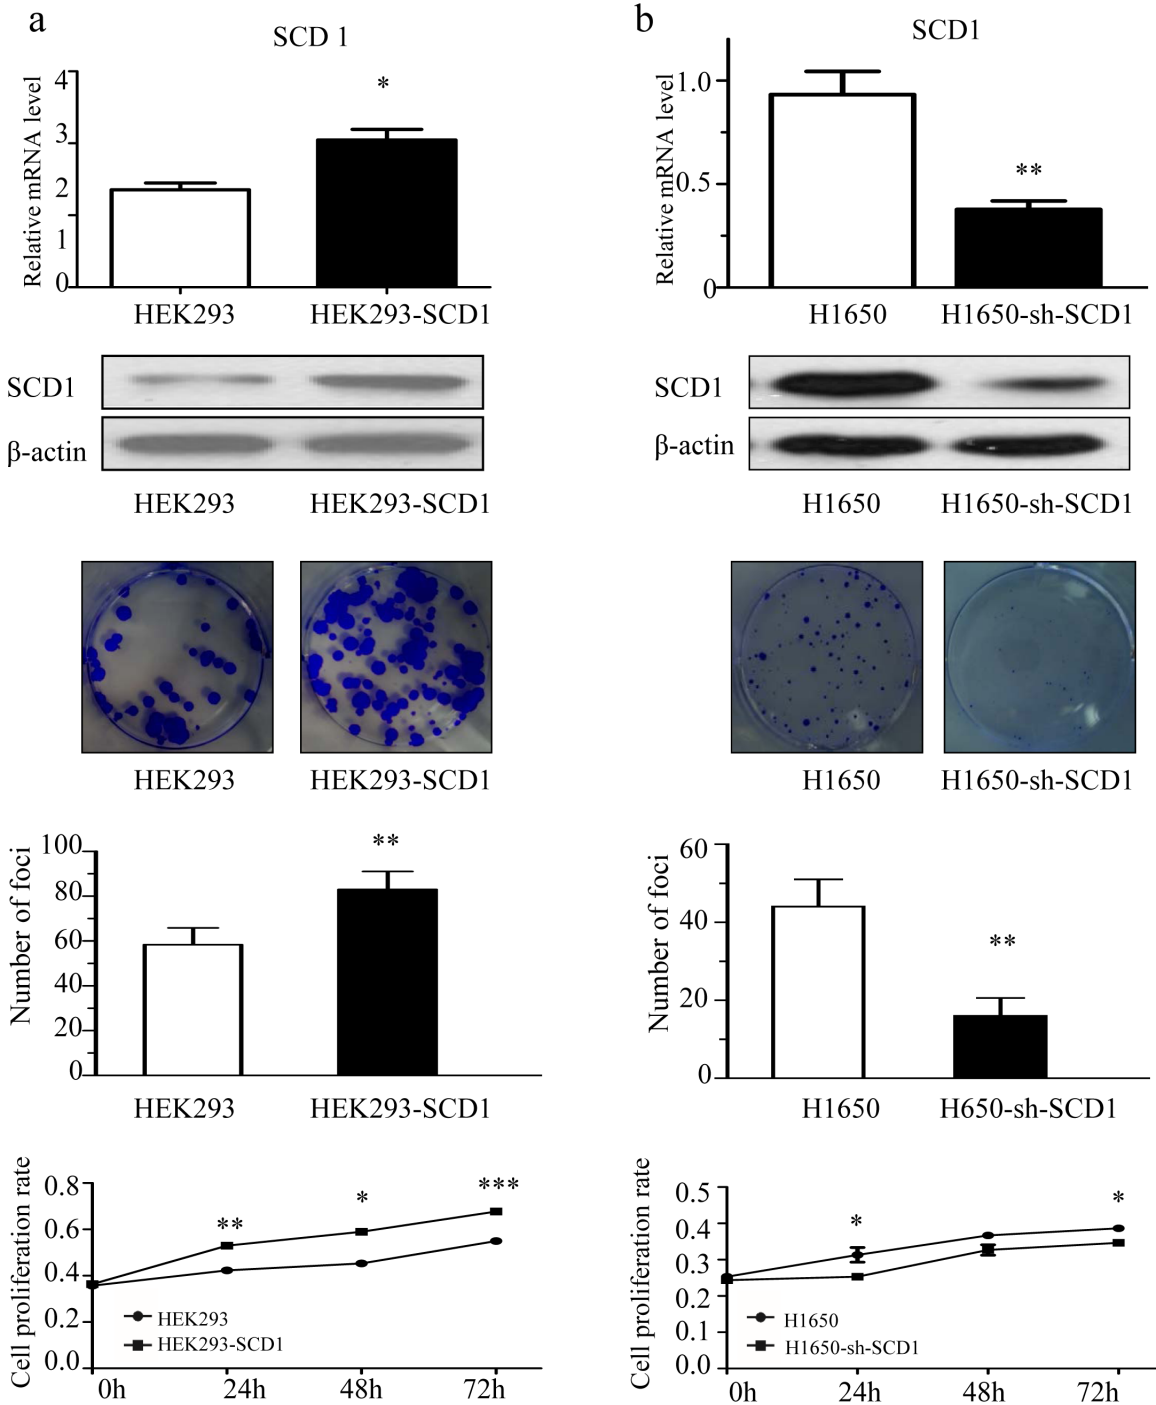 a
SCD 1
Relative mRNA level
4
3
2
1
0
*
HEK293 HEK293-SCD1
SCD1
β-actin
HEK293 HEK293-SCD1
HEK293 HEK293-SCD1
Number of foci
100
80
60
40
20
0
**
HEK293 HEK293-SCD1
Cell proliferation rate
0.8
0.6
0.4
0.2
0.0
** * ***
HEK293
HEK293-SCD1
0h 24h 48h 72h
b
SCD1
Relative mRNA level
1.0
0.5
0
**
H1650 H1650-sh-SCD1
SCD1
β-actin
H1650 H1650-sh-SCD1
H1650 H1650-sh-SCD1
Number of foci
60
40
20
0
**
H1650 H650-sh-SCD1
Cell proliferation rate
0.5
0.4
0.3
0.2
0.1
0.0
* *
H1650
H1650-sh-SCD1
0h 24h 48h 72h